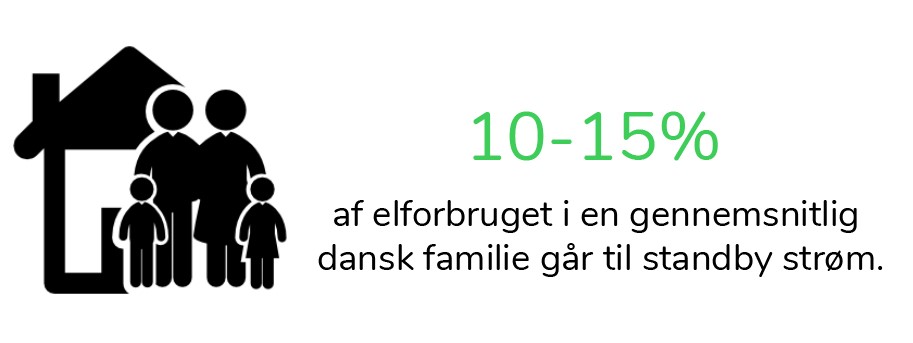 10-15%
af elforbruget i en gennemsnitlig
dansk familie går til standby strøm.